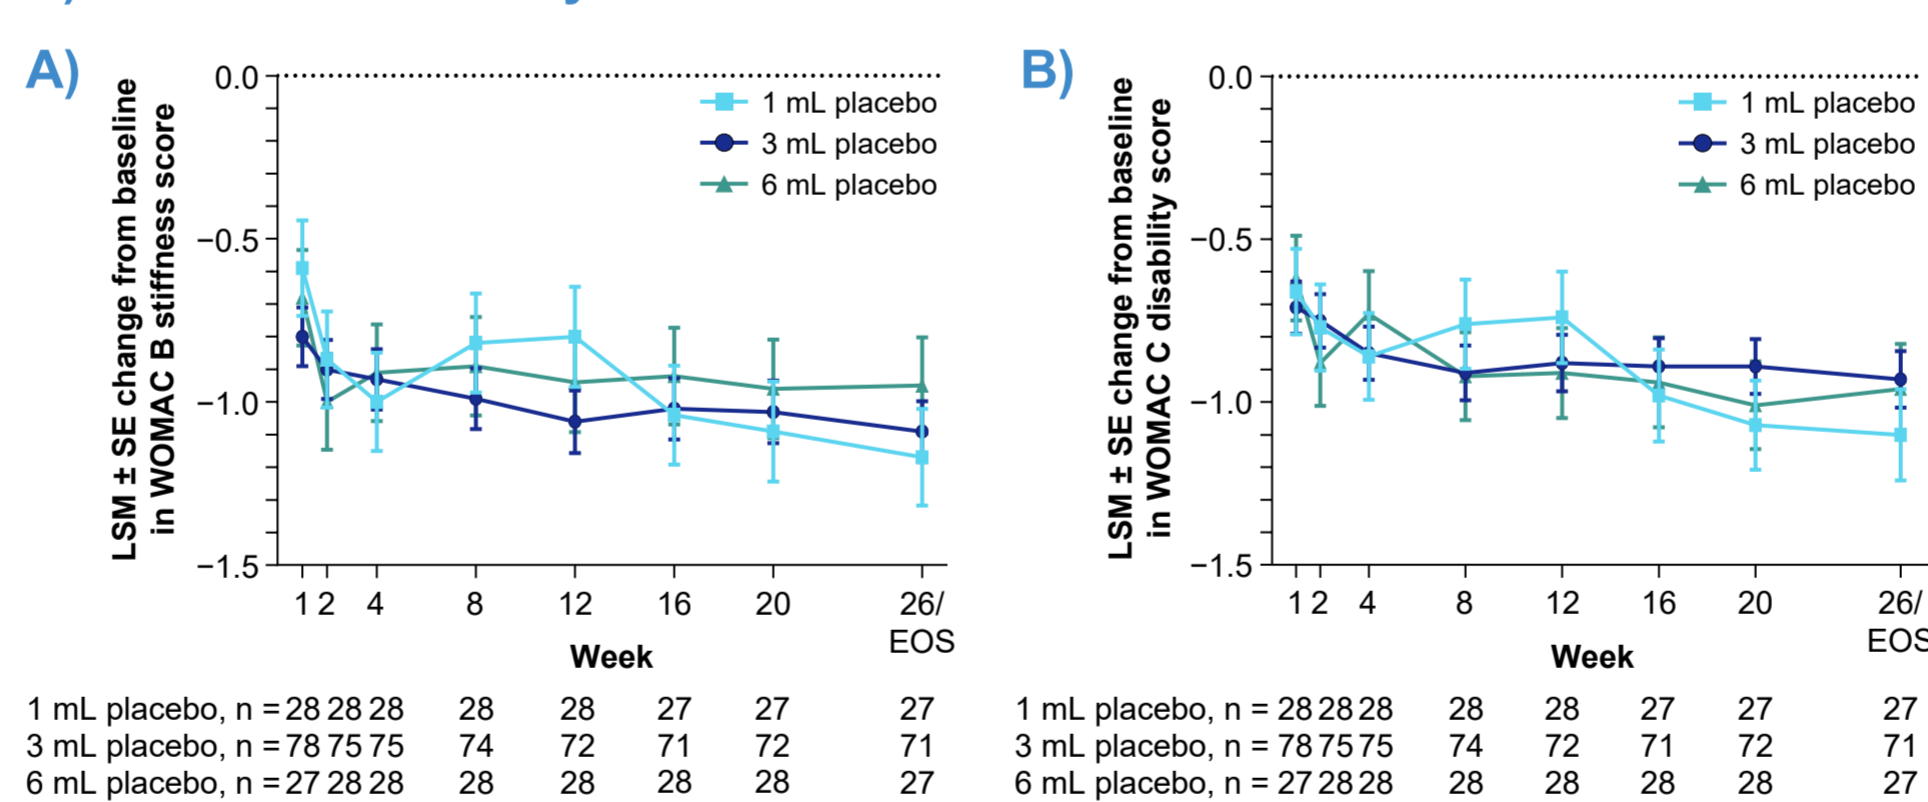 A)
LSM ± SE change from baseline
in WOMAC B stiffness score
0.0
−0.5
−1.0
−1.5
1 mL placebo
3 mL placebo
6 mL placebo
1 2 4 8 12 16 20 26/
EOS
Week
1 mL placebo, n = 28 28 28 28 28 27 27 27
3 mL placebo, n = 78 75 75 74 72 71 72 71
6 mL placebo, n = 27 28 28 28 28 28 28 27
B)
LSM ± SE change from baseline
in WOMAC C disability score
0.0
−0.5
−1.0
−1.5
1 mL placebo
3 mL placebo
6 mL placebo
1 2 4 8 12 16 20 26/
EOS
Week
1 mL placebo, n = 28 28 28 28 28 27 27 27
3 mL placebo, n = 78 75 75 74 72 71 72 71
6 mL placebo, n = 27 28 28 28 28 28 28 27